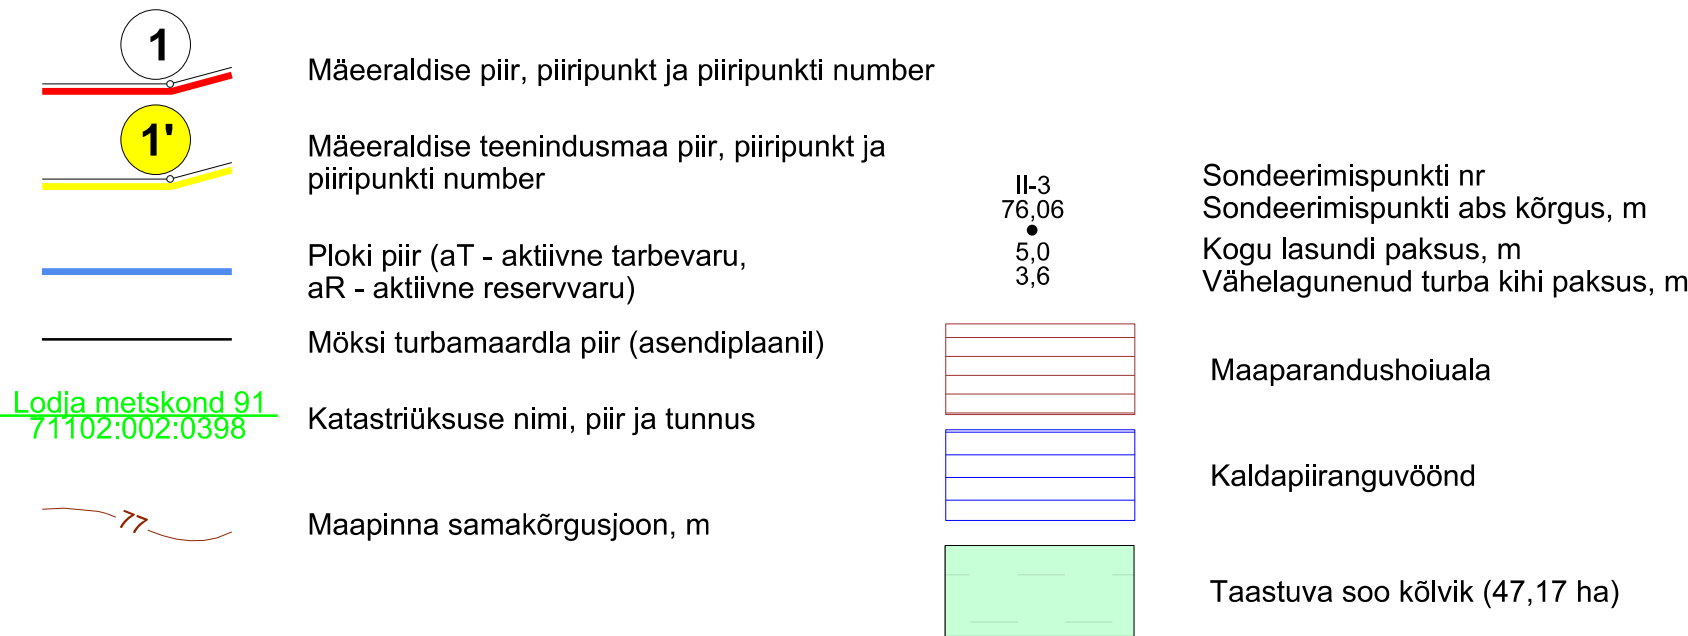 1
Mäeeraldise piir, piiripunkt ja piiripunkti number
1'
Mäeeraldise teenindusmaa piir, piiripunkt ja
piiripunkti number
Ploki piir (aT - aktiivne tarbevaru,
aR - aktiivne reservvaru)
Möksi turbamaardla piir (asendiplaanil)
Lodja metskond 91
71102:002:0398
Katastriüksuse nimi, piir ja tunnus
77
Maapinna samakõrgusjoon, m
II-3
76,06
5,0
3,6
Sondeerimispunkti nr
Sondeerimispunkti abs kõrgus, m
Kogu lasundi paksus, m
Vähelagunenud turba kihi paksus, m
Maaparandushoiuala
Kaldapiiranguvöönd
Taastuva soo kõlvik (47,17 ha)